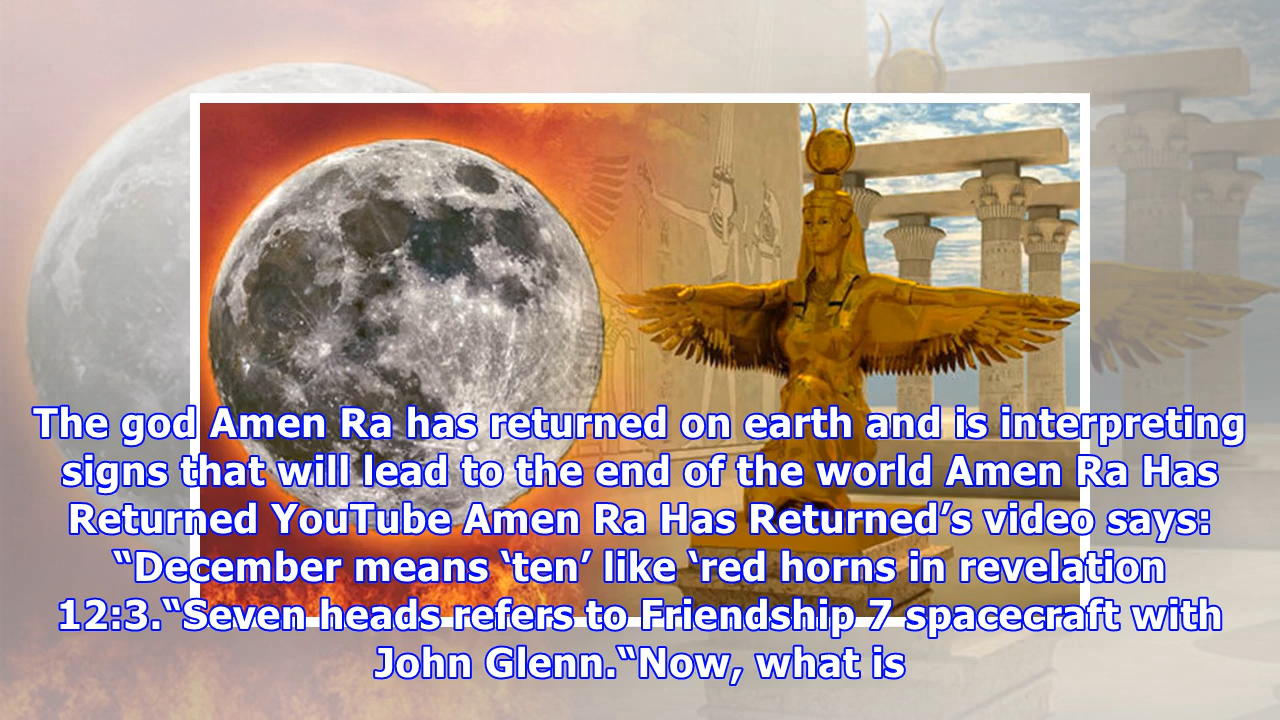 The god Amen Ra has returned on earth and is interpreting
signs that will lead to the end of the world Amen Ra Has
Returned YouTube Amen Ra Has Returned’s video says:
“December means ‘ten’ like ‘red horns in revelation
12:3.“Seven heads refers to Friendship 7 spacecraft with
John Glenn.“Now, what is